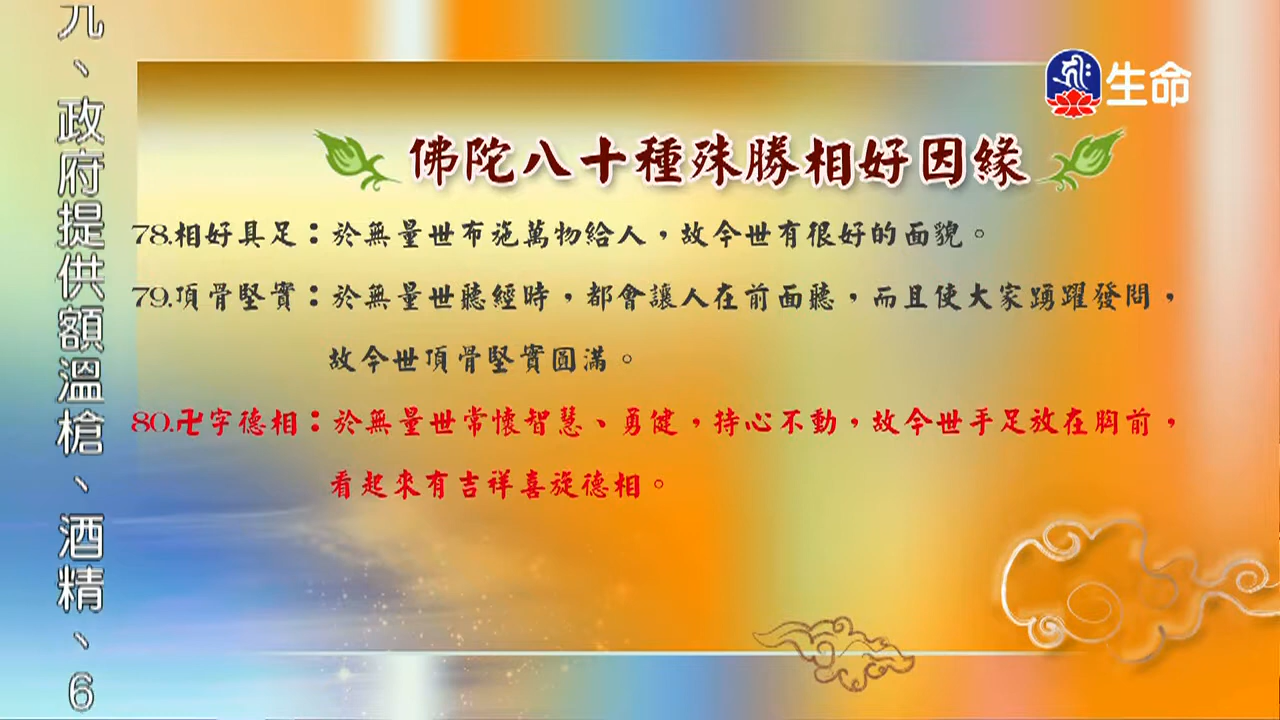 九、政府提供額溫槍、酒精、6
生命
佛陀八十種殊勝相好因緣
78.相好具足：於無量世布施萬物給人，故今世有很好的面貌。
79.頂骨堅實：於無量世聽經時，都會讓人在前面聽，而且使大家踴躍發問，
故今世頂骨堅實圓滿。
80.卍字德相：於無量世常懷智慧、勇健，持心不動，故今世手足放在胸前，
看起來有吉祥喜旋德相。